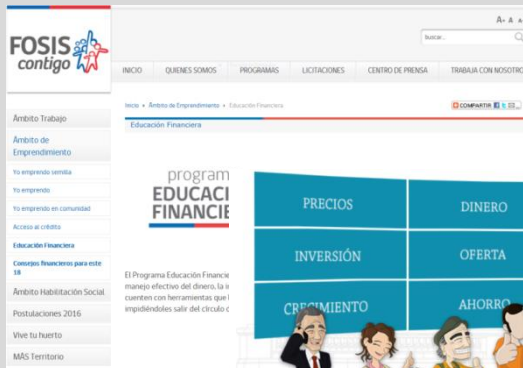 FOSIS
contigo
A- A A
buscar...
INICIO QUIENES SOMOS PROGRAMAS LICITACIONES CENTRO DE PRENSA TRABAJA CON NOSOTRO
Inicio Ámbito de Emprendimiento Educación Financiera
COMPARTIR
Educación Financiera
Ámbito Trabajo
Ámbito de
Emprendimiento
Yo emprendo semilla
Yo emprendo
Yo emprendo en comunidad
Acceso al crédito
Educación Financiera
Consejos financieros para este
18
Ámbito Habilitación Social
Postulaciones 2016
Vive tu huerto
MÁS Territorio
program
EDUCACI
FINANCIE
El Programa Educación Financie
manejo efectivo del dinero, la i
cuenten con herramientas que l
impidiéndoles salir del círculo d
PRECIOS DINERO
INVERSIÓN OFERTA
CRECIMIENTO AHORRO